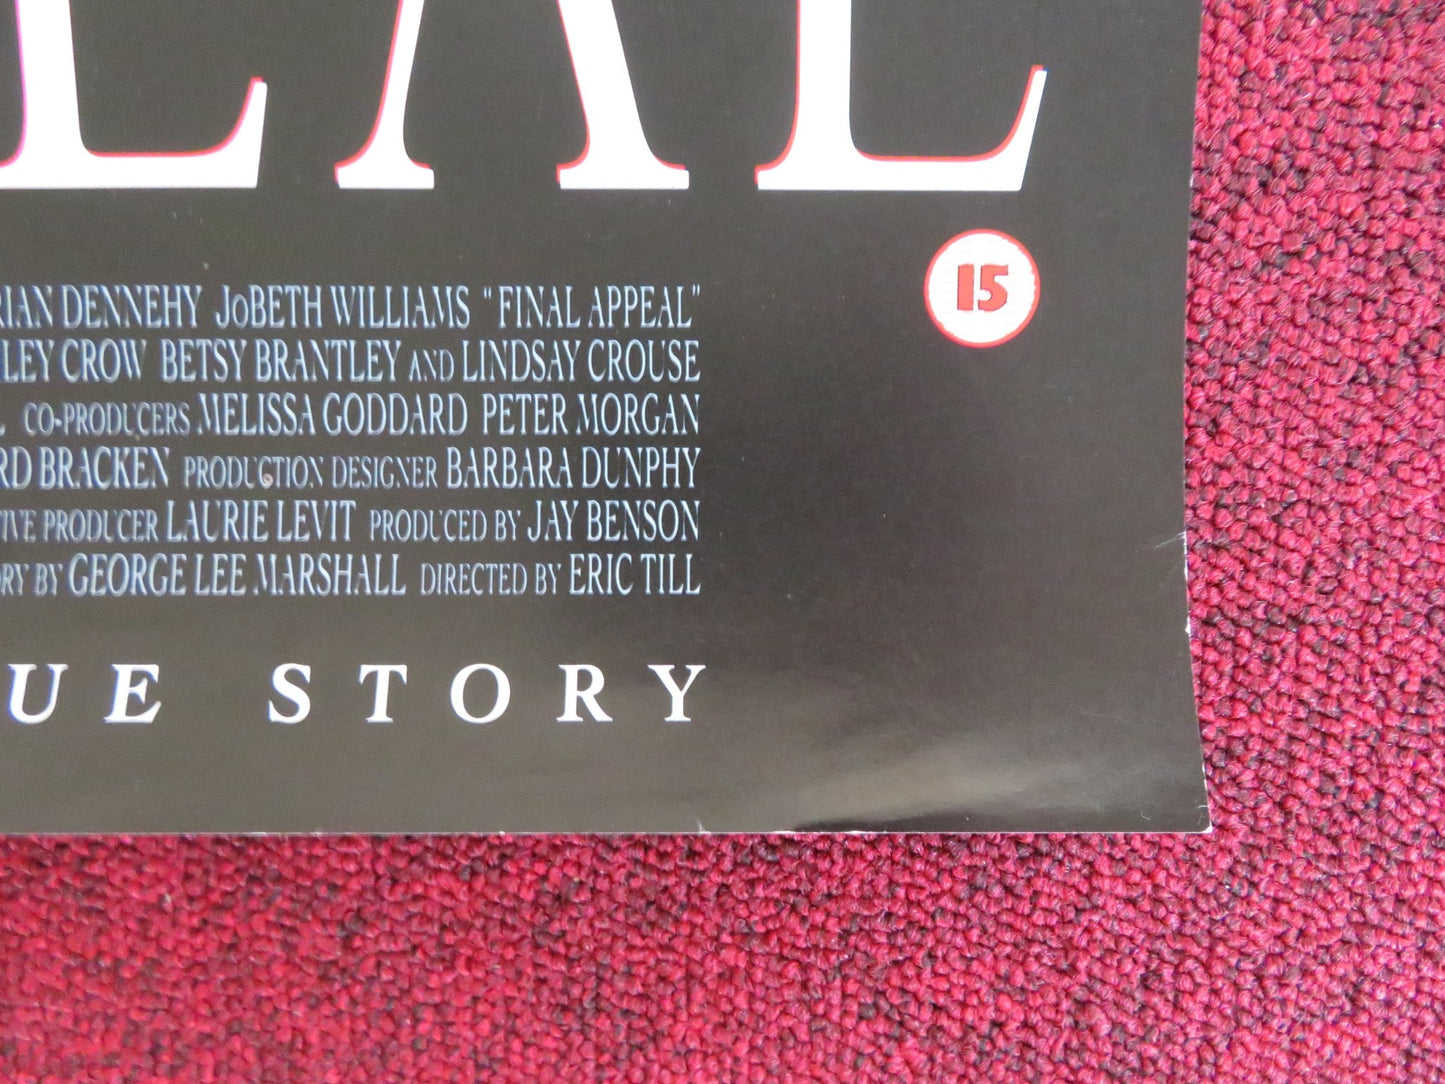 EAL
15
RIAN DENNEHY JoBETH WILLIAMS "FINAL APPEAL"
LEY CROW BETSY BRANTLEY AND LINDSAY CROUSE
CO-PRODUCERS MELISSA GODDARD PETER MORGAN
RD BRACKEN PRODUCTION DESIGNER BARBARA DUNPHY
TIVE PRODUCER LAURIE LEVIT PRODUCED BY JAY BENSON
ORY BY GEORGE LEE MARSHALL DIRECTED BY ERIC TILL
UE STORY